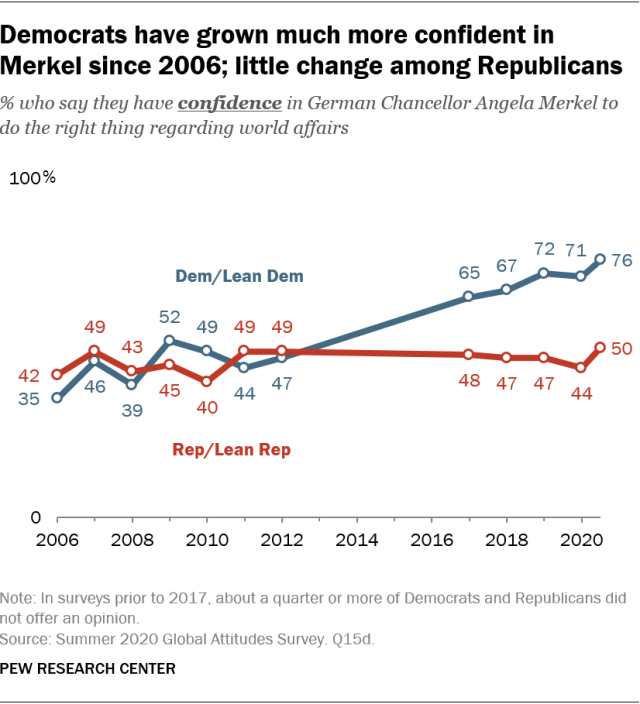 Democrats have grown much more confident in
Merkel since 2006; little change among Republicans
% who say they have confidence in German Chancellor Angela Merkel to
do the right thing regarding world affairs
100%
72 71
65 67 76
Dem/Lean Dem
52
49 43 49 49 49
50
42
35 46 39 45 40 44 47 48 47 47 44
Rep/Lean Rep
0
2006 2008 2010 2012 2014 2016 2018 2020
Note: In surveys prior to 2017, about a quarter or more of Democrats and Republicans did
not offer an opinion.
Source: Summer 2020 Global Attitudes Survey. Q15d.
PEW RESEARCH CENTER